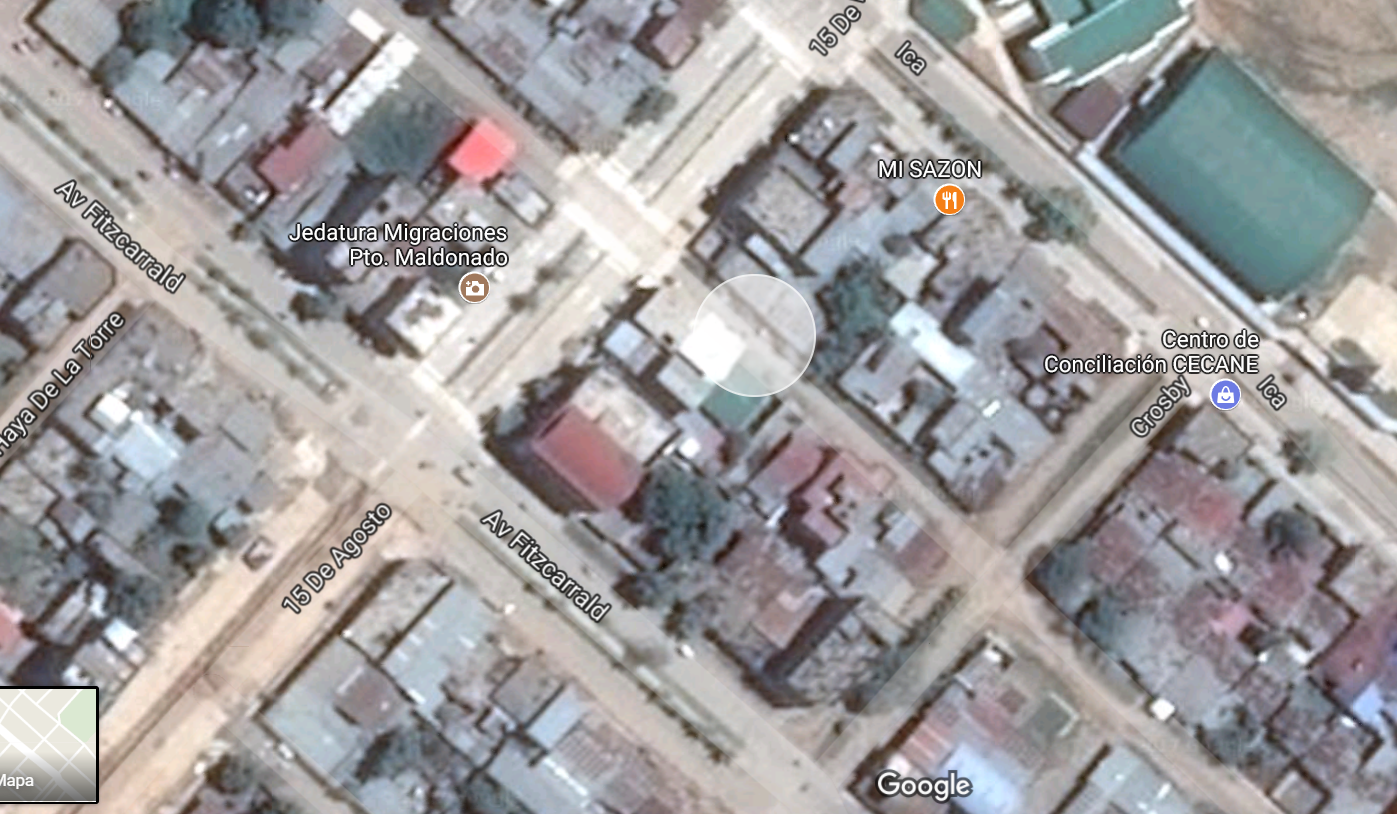 15 De
Ica
MI SAZON
Av Fitzcarrald
Jedatura Migraciones
Pto. Maldonado
aya De La Torre
Centro de
Conciliación CECANE
Crosby
Ica
15 De Agosto
Av Fitzcarrald
Mapa
Google